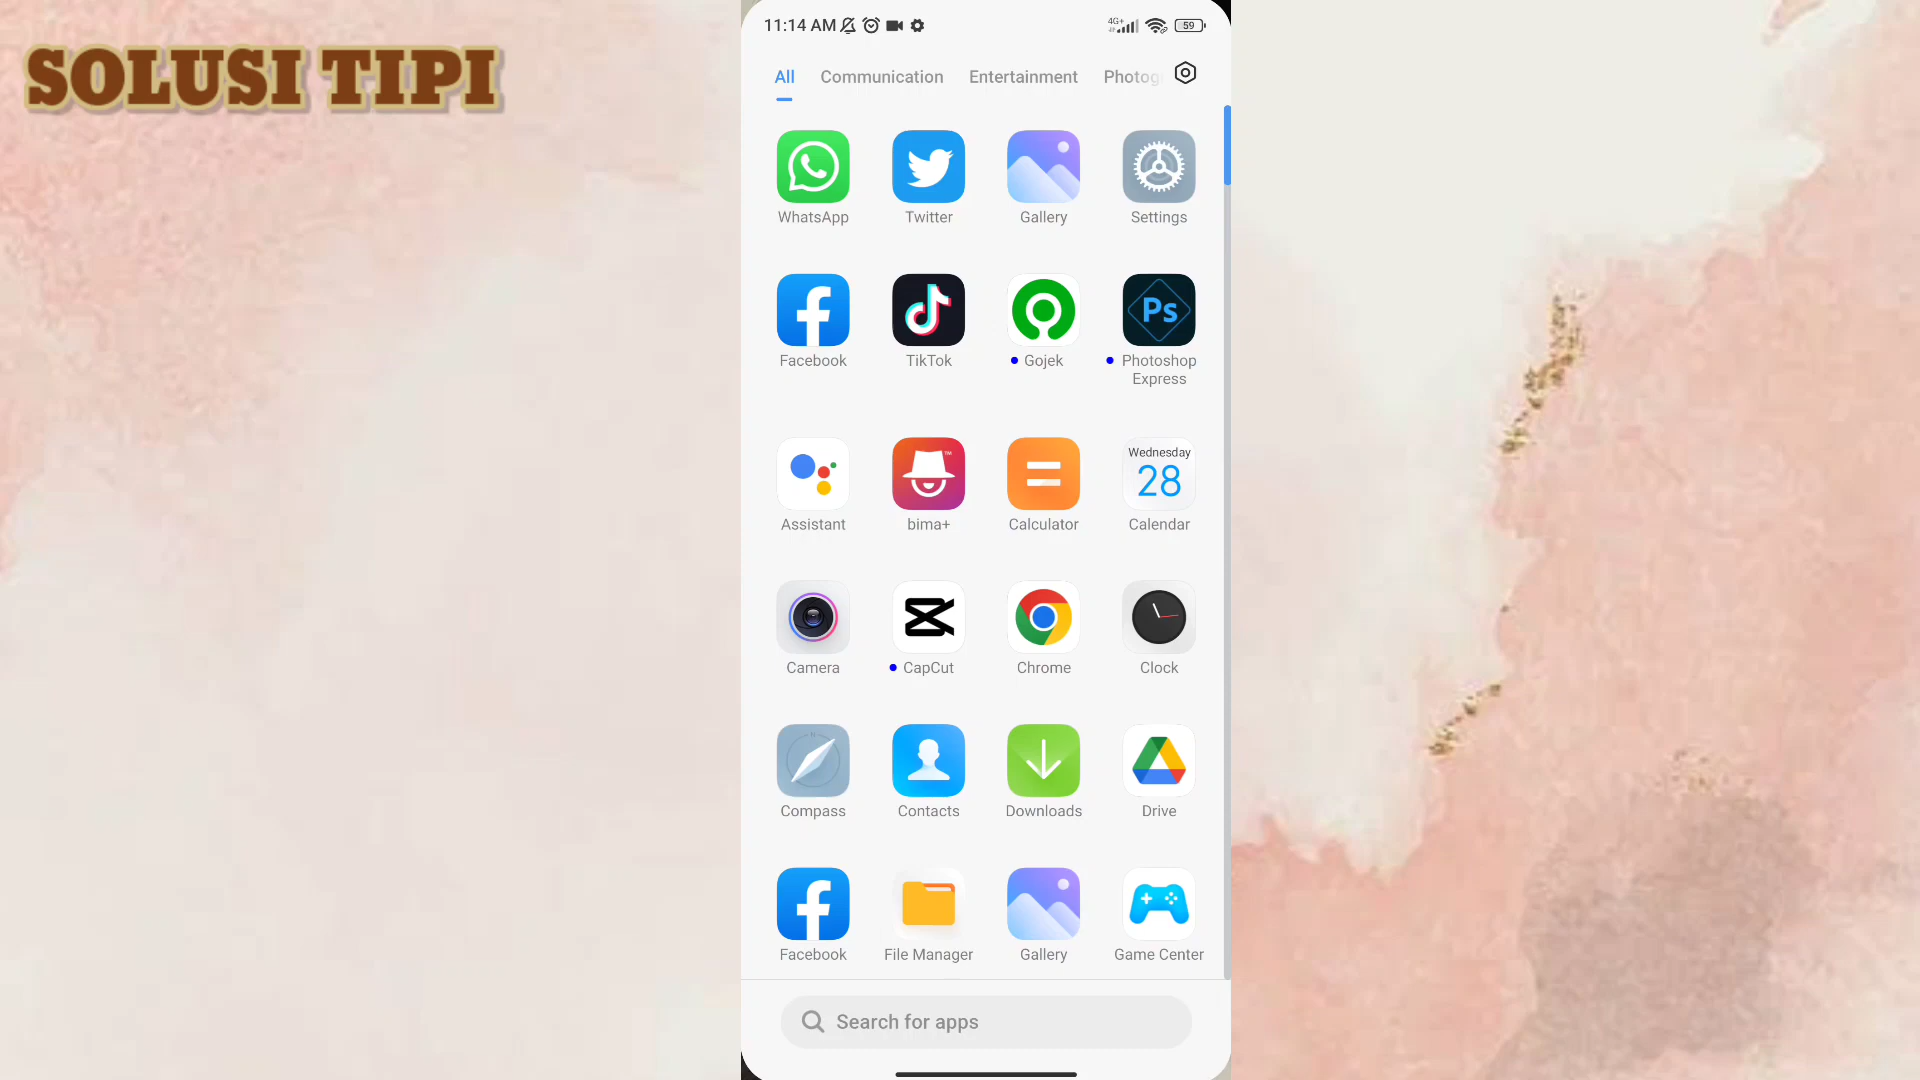 SOLUSI TIPI
11:14 AM
4G+
59
All Communication Entertainment Photog
WhatsApp Twitter Gallery Settings
Ps
Facebook TikTok Gojek Photoshop
Express
Wednesday
28
Assistant bima+ Calculator Calendar
Camera CapCut Chrome Clock
Compass Contacts Downloads Drive
Facebook File Manager Gallery Game Center
Search for apps